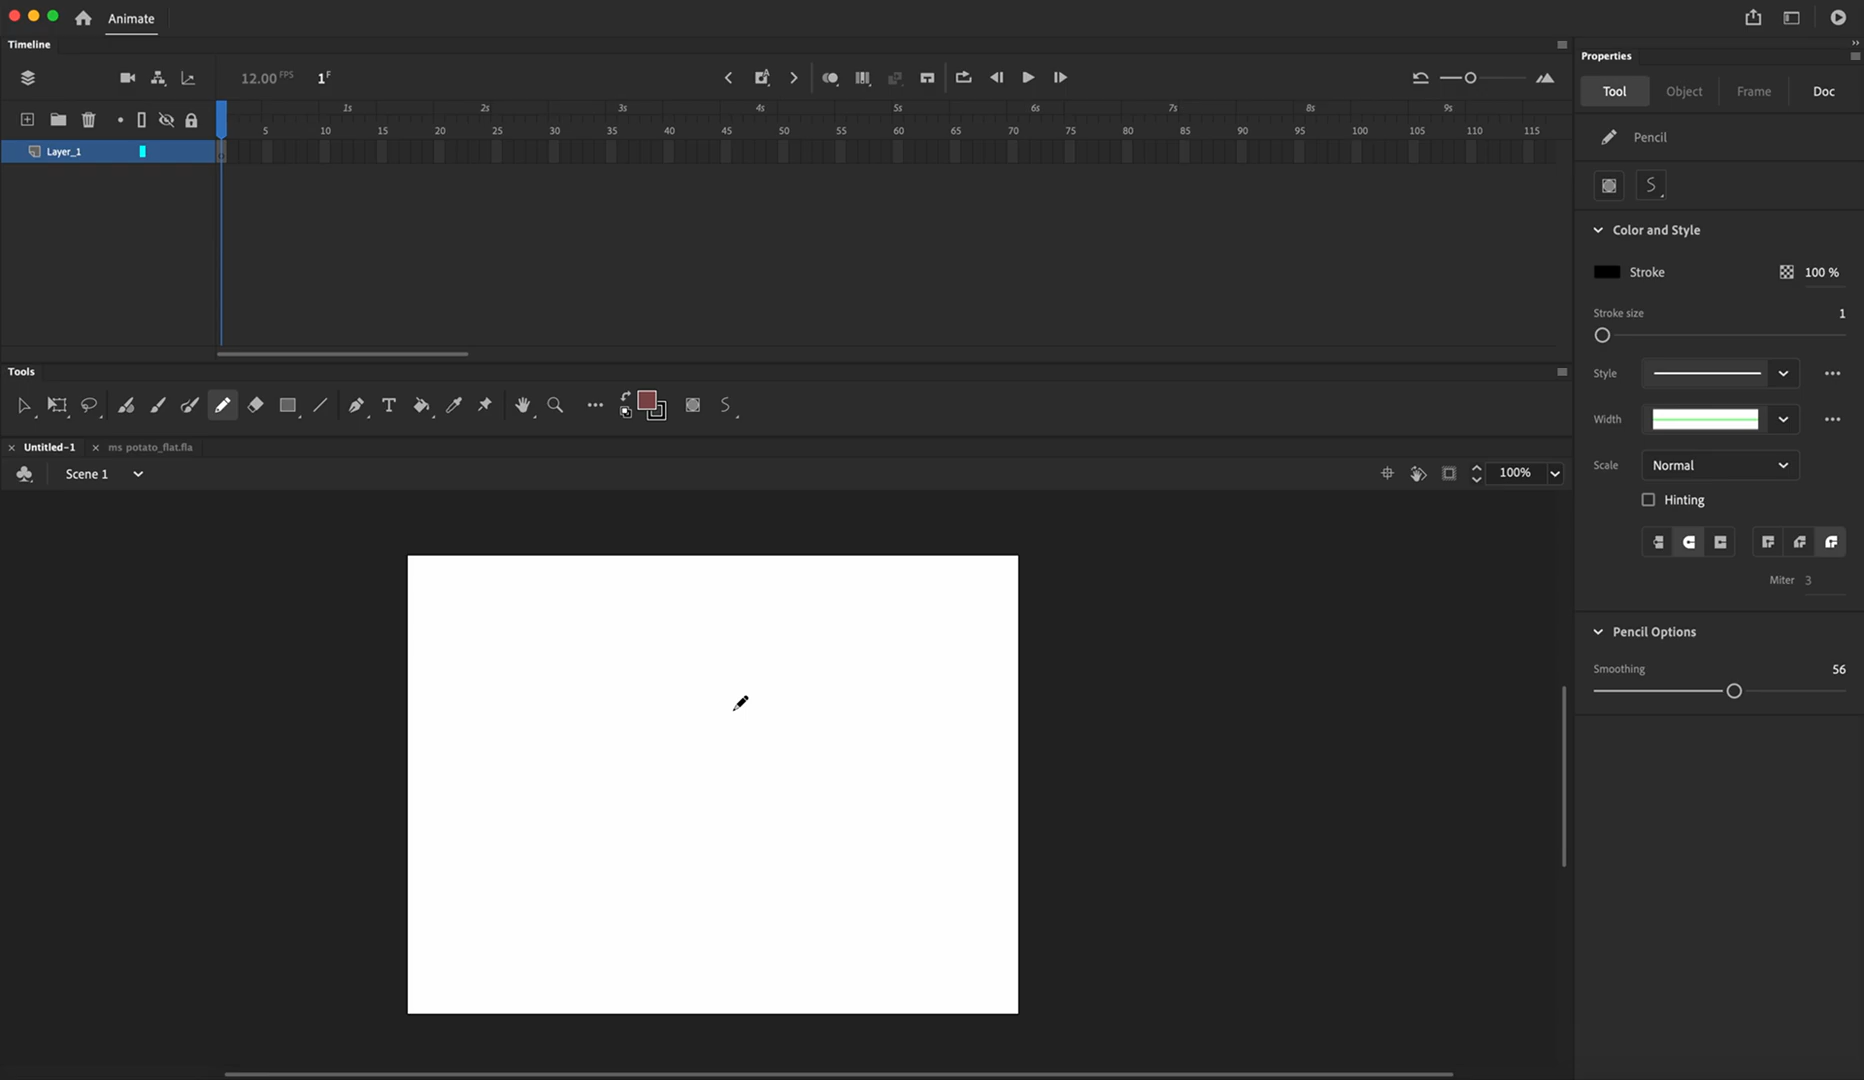 Animate
Timeline
12.00 FPS 1F
1s 2s 3s 4s 5s 6s 7s 8s 9s
5 10 15 20 25 30 35 40 45 50 55 60 65 70 75 80 85 90 95 100 105 110 115
Layer_1
Tools
Untitled-1 ms potato_flat.fla
Scene 1
100%
Properties
Tool Object Frame Doc
Pencil
Color and Style
Stroke 100 %
Stroke size 1
Style
Width
Scale Normal
Hinting
Miter 3
Pencil Options
Smoothing 56